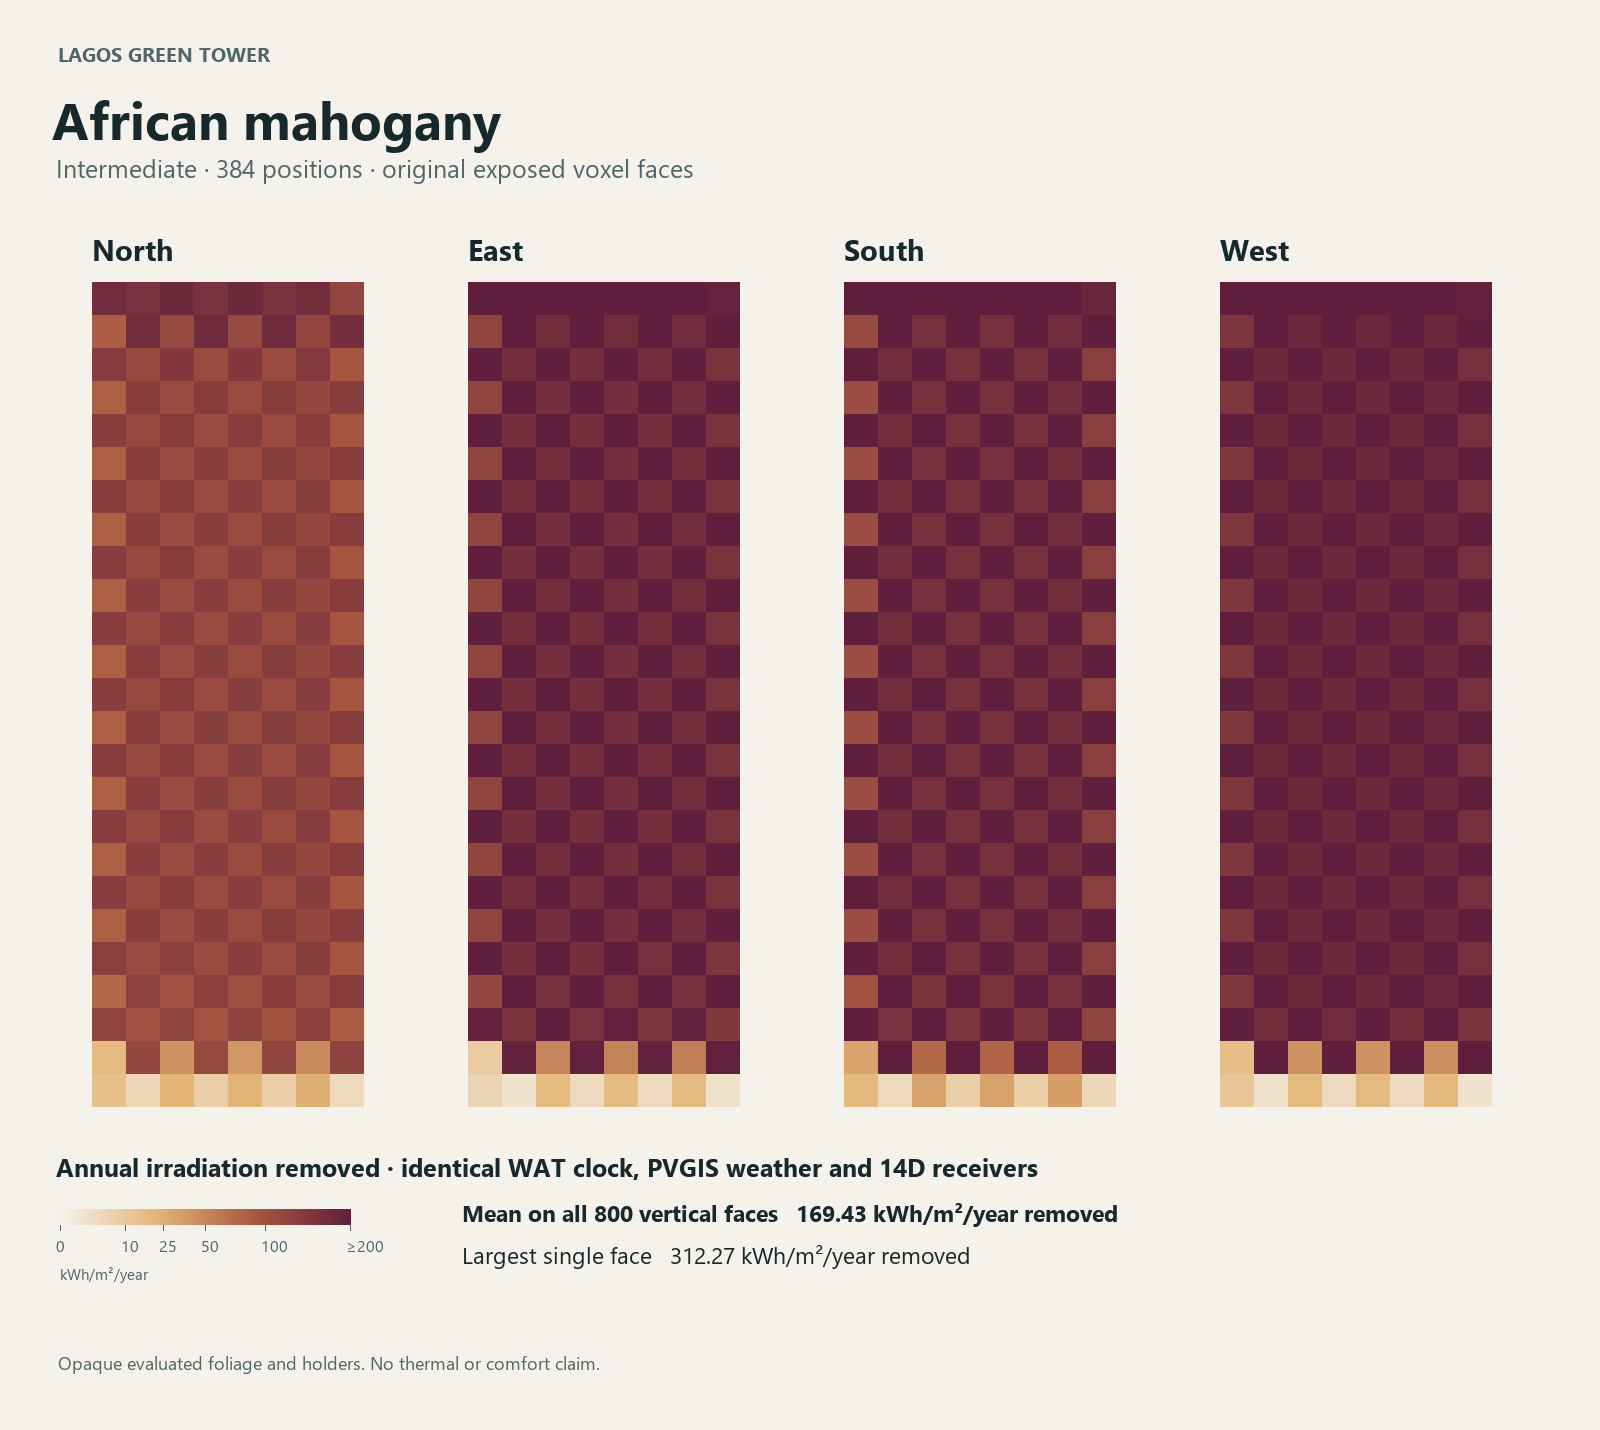 LAGOS GREEN TOWER
African mahogany
Intermediate · 384 positions · original exposed voxel faces
North East South West
Annual irradiation removed · identical WAT clock, PVGIS weather and 14D receivers
0 10 25 50 100 ≥200
kWh/m²/year
Mean on all 800 vertical faces 169.43 kWh/m²/year removed
Largest single face 312.27 kWh/m²/year removed
Opaque evaluated foliage and holders. No thermal or comfort claim.